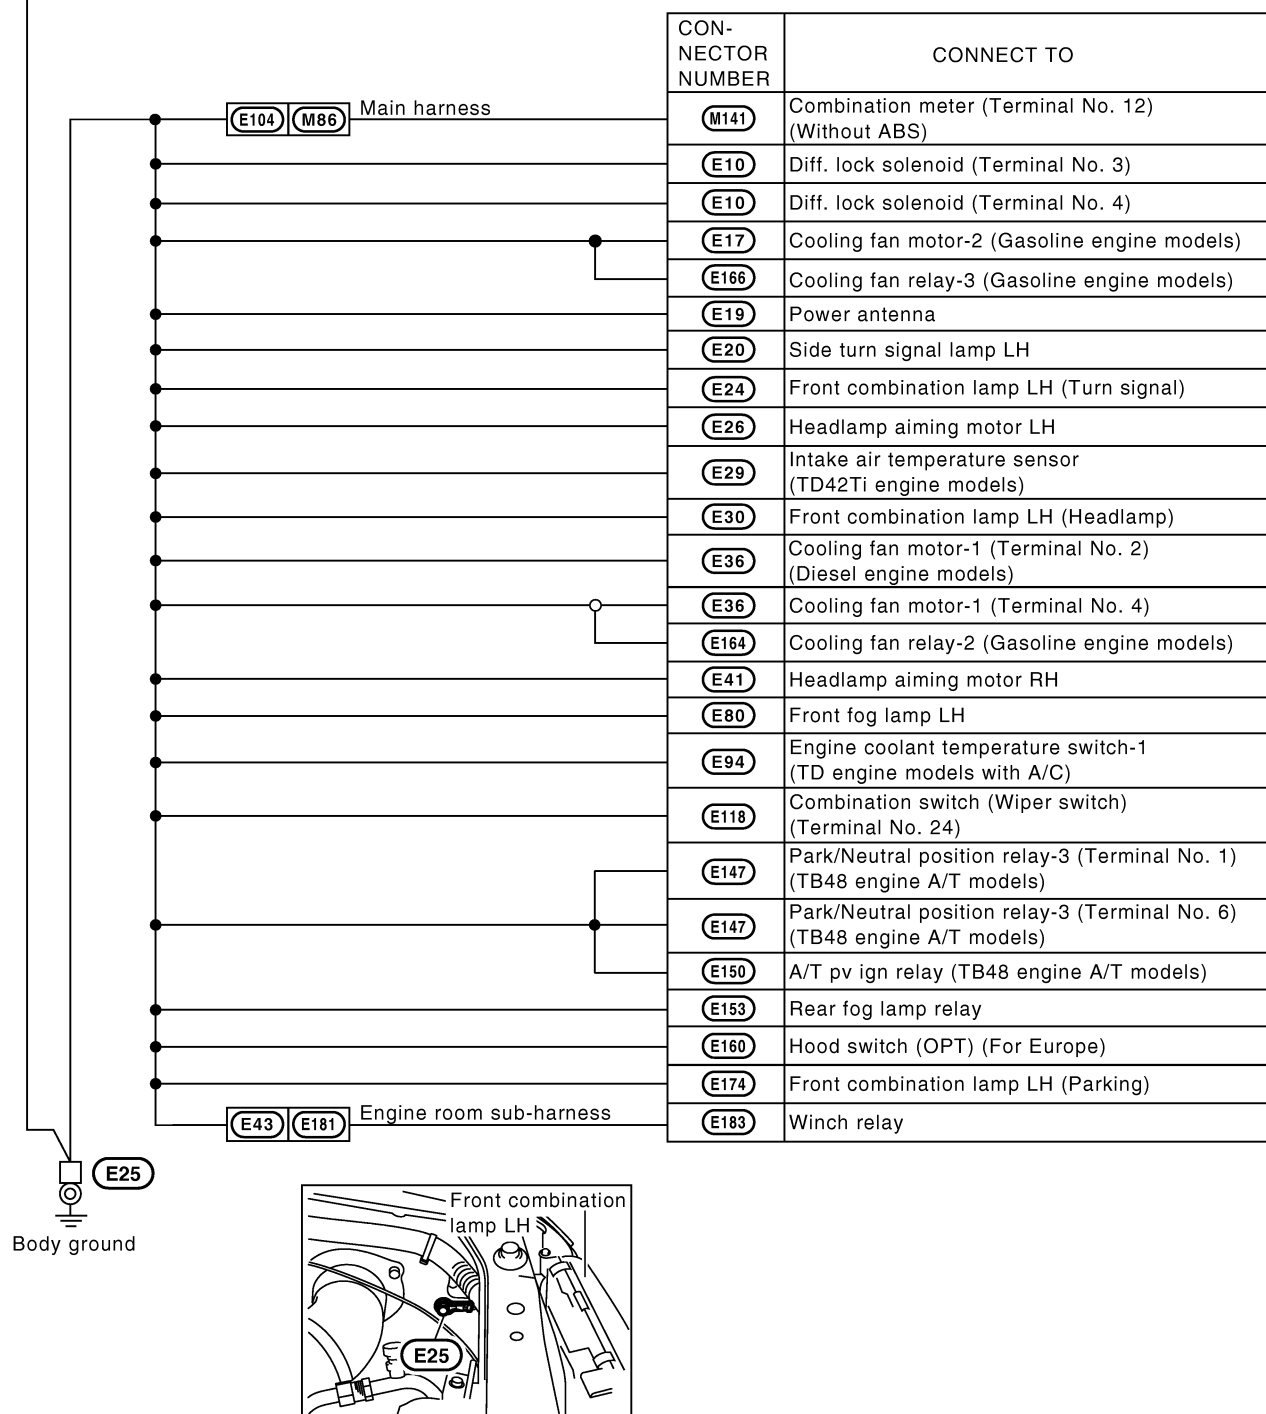 CON-
NECTOR
NUMBER
CONNECT TO
E104 M86 Main harness
M141 Combination meter (Terminal No. 12)
(Without ABS)
E10 Diff. lock solenoid (Terminal No. 3)
E10 Diff. lock solenoid (Terminal No. 4)
E17 Cooling fan motor-2 (Gasoline engine models)
E166 Cooling fan relay-3 (Gasoline engine models)
E19 Power antenna
E20 Side turn signal lamp LH
E24 Front combination lamp LH (Turn signal)
E26 Headlamp aiming motor LH
E29 Intake air temperature sensor
(TD42Ti engine models)
E30 Front combination lamp LH (Headlamp)
E36 Cooling fan motor-1 (Terminal No. 2)
(Diesel engine models)
E36 Cooling fan motor-1 (Terminal No. 4)
E164 Cooling fan relay-2 (Gasoline engine models)
E41 Headlamp aiming motor RH
E80 Front fog lamp LH
E94 Engine coolant temperature switch-1
(TD engine models with A/C)
E118 Combination switch (Wiper switch)
(Terminal No. 24)
E147 Park/Neutral position relay-3 (Terminal No. 1)
(TB48 engine A/T models)
E147 Park/Neutral position relay-3 (Terminal No. 6)
(TB48 engine A/T models)
E150 A/T pv ign relay (TB48 engine A/T models)
E153 Rear fog lamp relay
E160 Hood switch (OPT) (For Europe)
E174 Front combination lamp LH (Parking)
E43 E181 Engine room sub-harness
E183 Winch relay
E25
Body ground
Front combination
lamp LH
E25